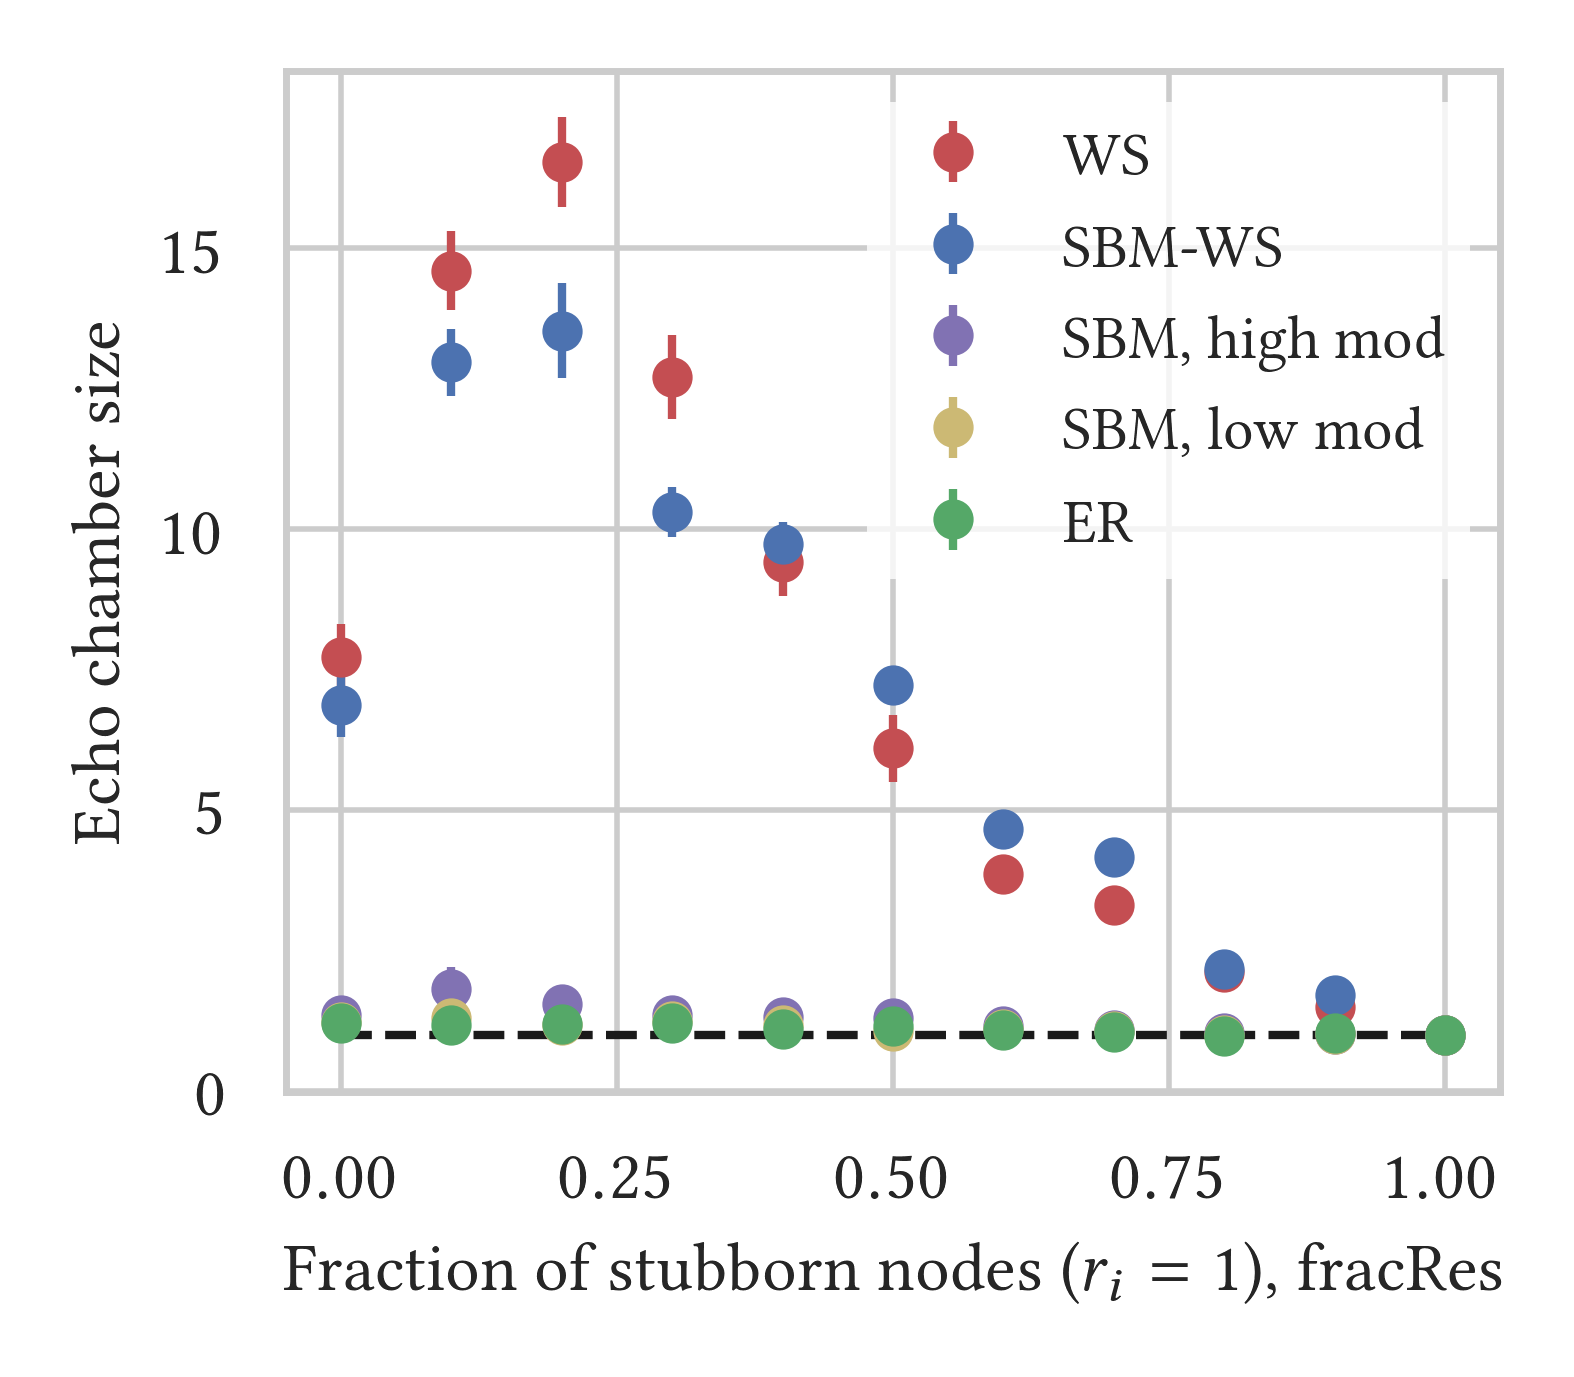 WS
SBM-WS
SBM, high mod
SBM, low mod
ER
Echo chamber size
15
10
5
0
0.00 0.25 0.50 0.75 1.00
Fraction of stubborn nodes (rᵢ = 1), fracRes